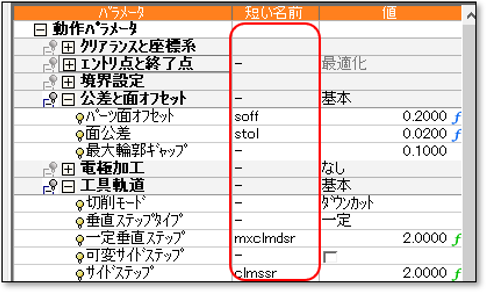 パラメータ 短い名前 値
動作パラメータ
クリアランスと座標系
エントリ点と終了点 - 最適化
境界設定 -
公差と面オフセット - 基本
パーツ面オフセット soff 0.2000 f
面公差 stol 0.0200 f
最大輪郭ギャップ - 0.1000
電極加工 - なし
工具軌道 - 基本
切削モード - ダウンカット
垂直ステップタイプ - 一定
一定垂直ステップ mxclmdsr 2.0000 f
可変サイドステップ -
サイドステップ clmssr 2.0000 f